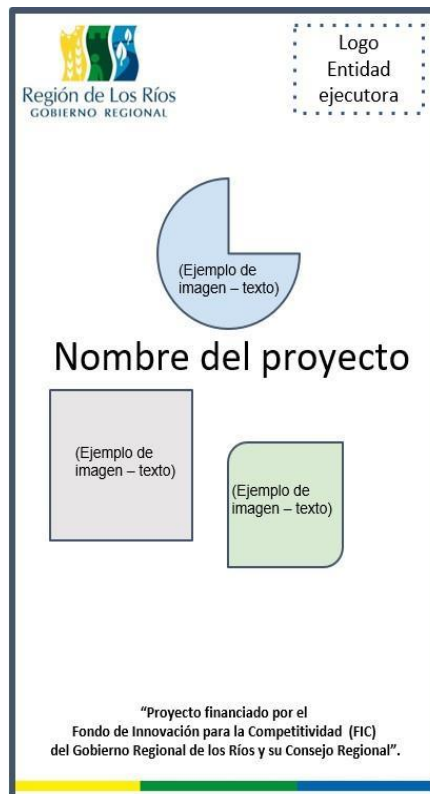 Región de Los Ríos
GOBIERNO REGIONAL
Logo
Entidad
ejecutora
(Ejemplo de
imagen – texto)
Nombre del proyecto
(Ejemplo de
imagen – texto)
(Ejemplo de
imagen – texto)
“Proyecto financiado por el
Fondo de Innovación para la Competitividad (FIC)
del Gobierno Regional de los Ríos y su Consejo Regional”.